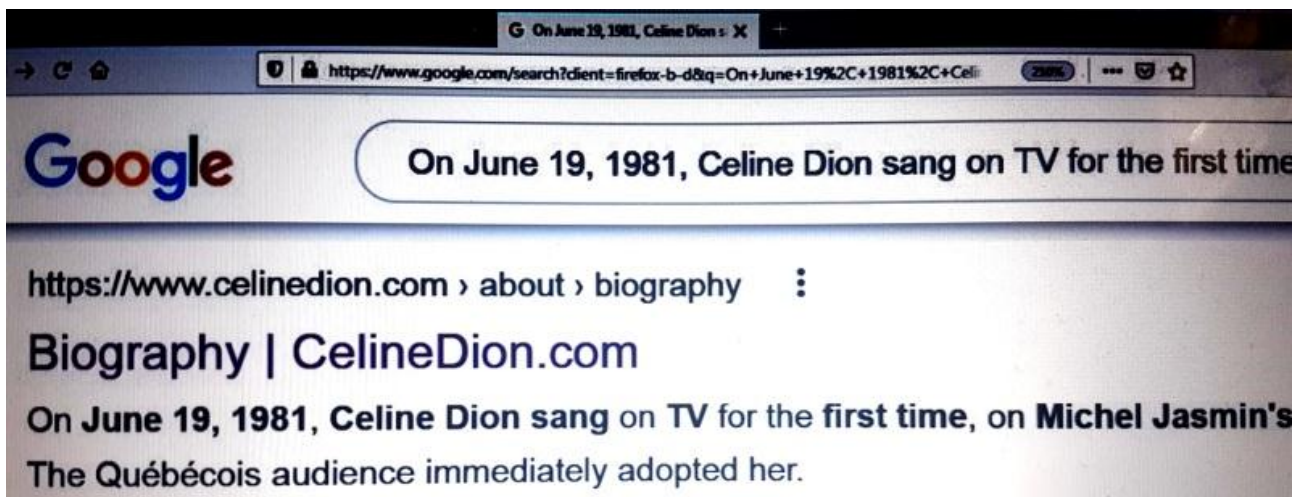 G On June 19, 1981, Celine Dion s
https://www.google.com/search?client=firefox-b-d&q=On+June+19%2C+1981%2C+Celi 250%
Google On June 19, 1981, Celine Dion sang on TV for the first time
https://www.celinedion.com › about › biography
Biography | CelineDion.com
On June 19, 1981, Celine Dion sang on TV for the first time, on Michel Jasmin's
The Québécois audience immediately adopted her.